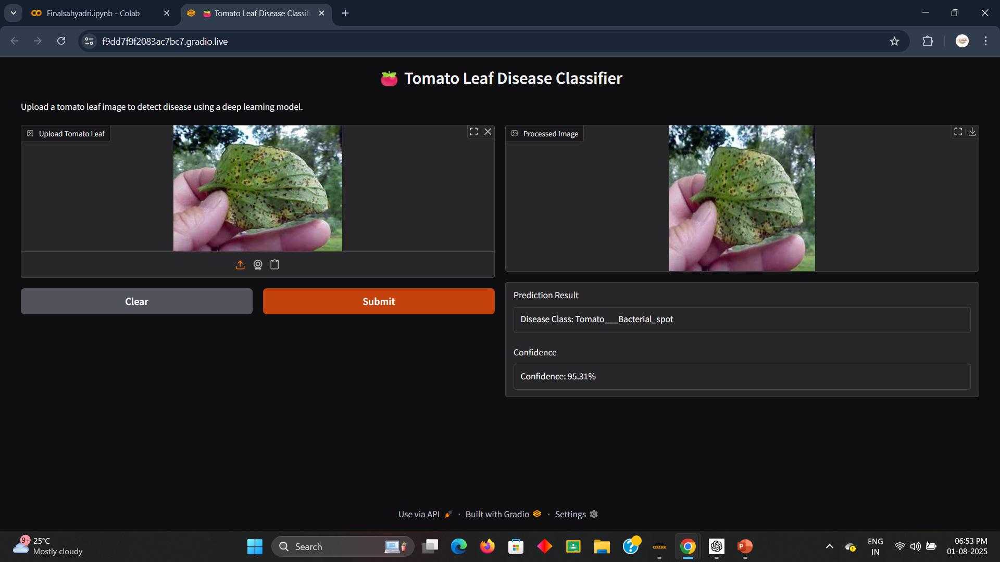 Finalsahyadri.ipynb - Colab
Tomato Leaf Disease Classif
f9dd7f9f2083ac7bc7.gradio.live
Tomato Leaf Disease Classifier
Upload a tomato leaf image to detect disease using a deep learning model.
Upload Tomato Leaf
Processed Image
Clear
Submit
Prediction Result
Disease Class: Tomato___Bacterial_spot
Confidence
Confidence: 95.31%
Use via API · Built with Gradio · Settings
9+
25°C
Mostly cloudy
Search
COLLEGE
ENG
IN
06:53 PM
01-08-2025